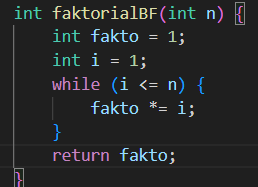 int faktorialBF(int n) {
    int fakto = 1;
    int i = 1;
    while (i <= n) {
        fakto *= i;
    }
    return fakto;
}